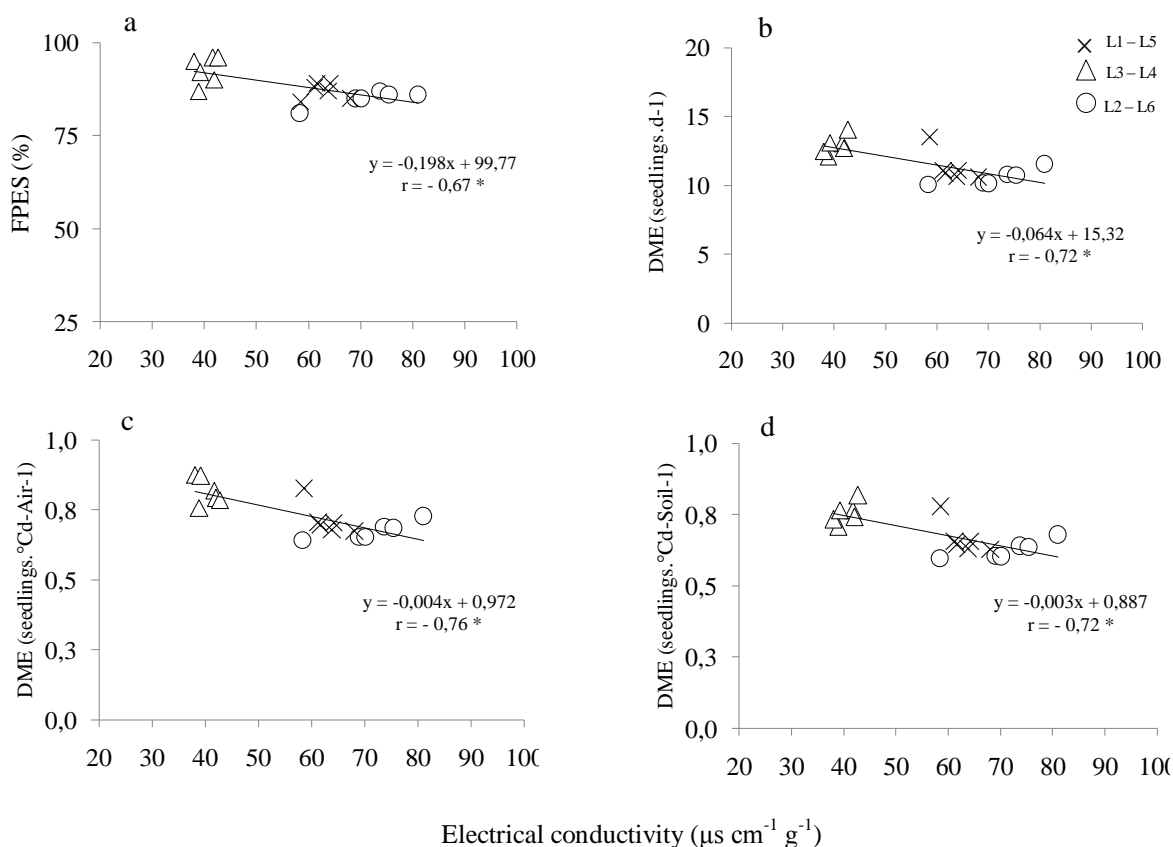 a
100
75
50
25
FPES (%)
y = -0,198x + 99,77
r = - 0,67 *
20 30 40 50 60 70 80 90 100
b
20
15
10
5
0
DME (seedlings.d-1)
L1 – L5
L3 – L4
L2 – L6
y = -0,064x + 15,32
r = - 0,72 *
20 30 40 50 60 70 80 90 100
c
1,0
0,8
0,5
0,3
0,0
DME (seedlings.°Cd-Air-1)
y = -0,004x + 0,972
r = - 0,76 *
20 30 40 50 60 70 80 90 100
d
1,0
0,8
0,5
0,3
0,0
DME (seedlings.°Cd-Soil-1)
y = -0,003x + 0,887
r = - 0,72 *
20 30 40 50 60 70 80 90 100
Electrical conductivity (µs cm⁻¹ g⁻¹)